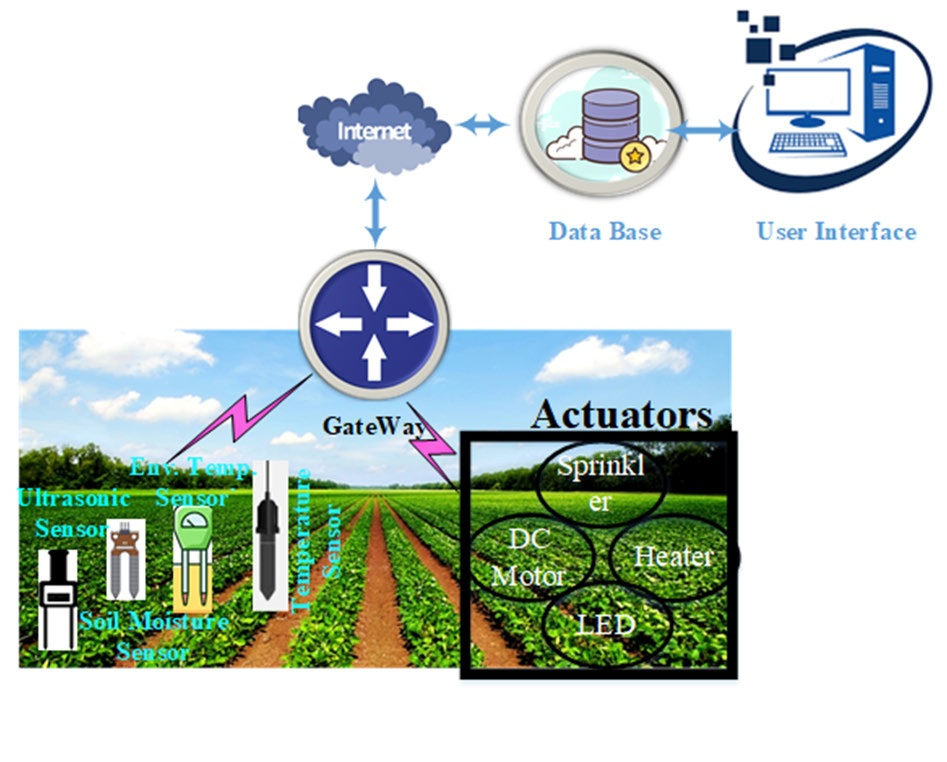 Internet
Data Base
User Interface
GateWay
Actuators
Env. Temp.
Sensor
Ultrasonic
Sensor
Temperature
Sensor
Soil Moisture
Sensor
Sprinkl
er
DC
Motor
Heater
LED